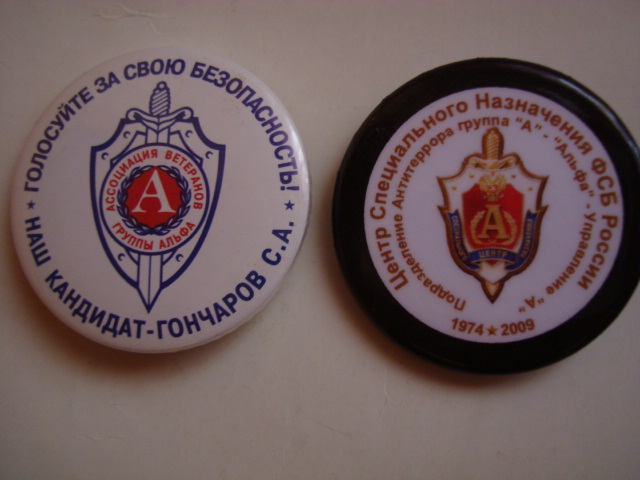 ★ ГОЛОСУЙТЕ ЗА СВОЮ БЕЗОПАСНОСТЬ! ★
НАШ КАНДИДАТ-ГОНЧАРОВ С.А.
АССОЦИАЦИЯ ВЕТЕРАНОВ
ГРУППЫ АЛЬФА
А
Центр Специального Назначения ФСБ России
Подразделение Антитеррора группа "А" - "Альфа" - Управление "А"
А
ЦЕНТР
1974 ★ 2009